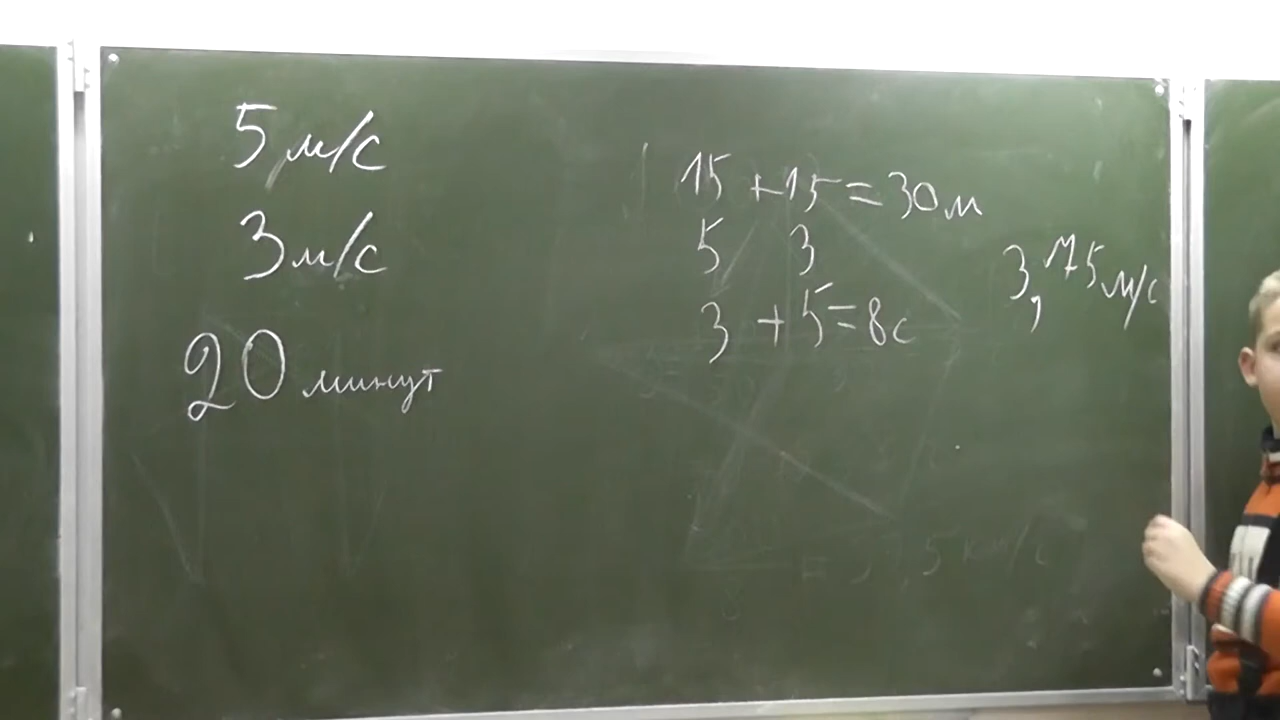 5 м/с
3 м/с
20 минут
15 + 15 = 30 м
5 3
3 + 5 = 8 с
3,75 м/с